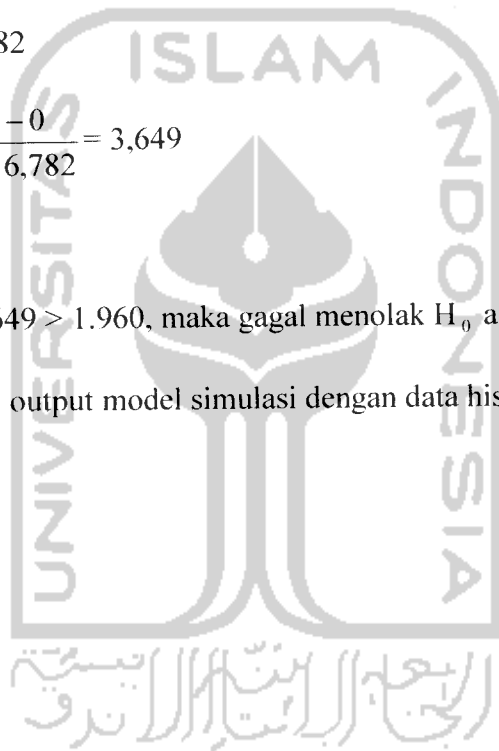 82
ISLAM
UNIVERSITAS
INDONESIA
– 0
6,782
= 3,649
649 > 1.960, maka gagal menolak H₀ a
output model simulasi dengan data his